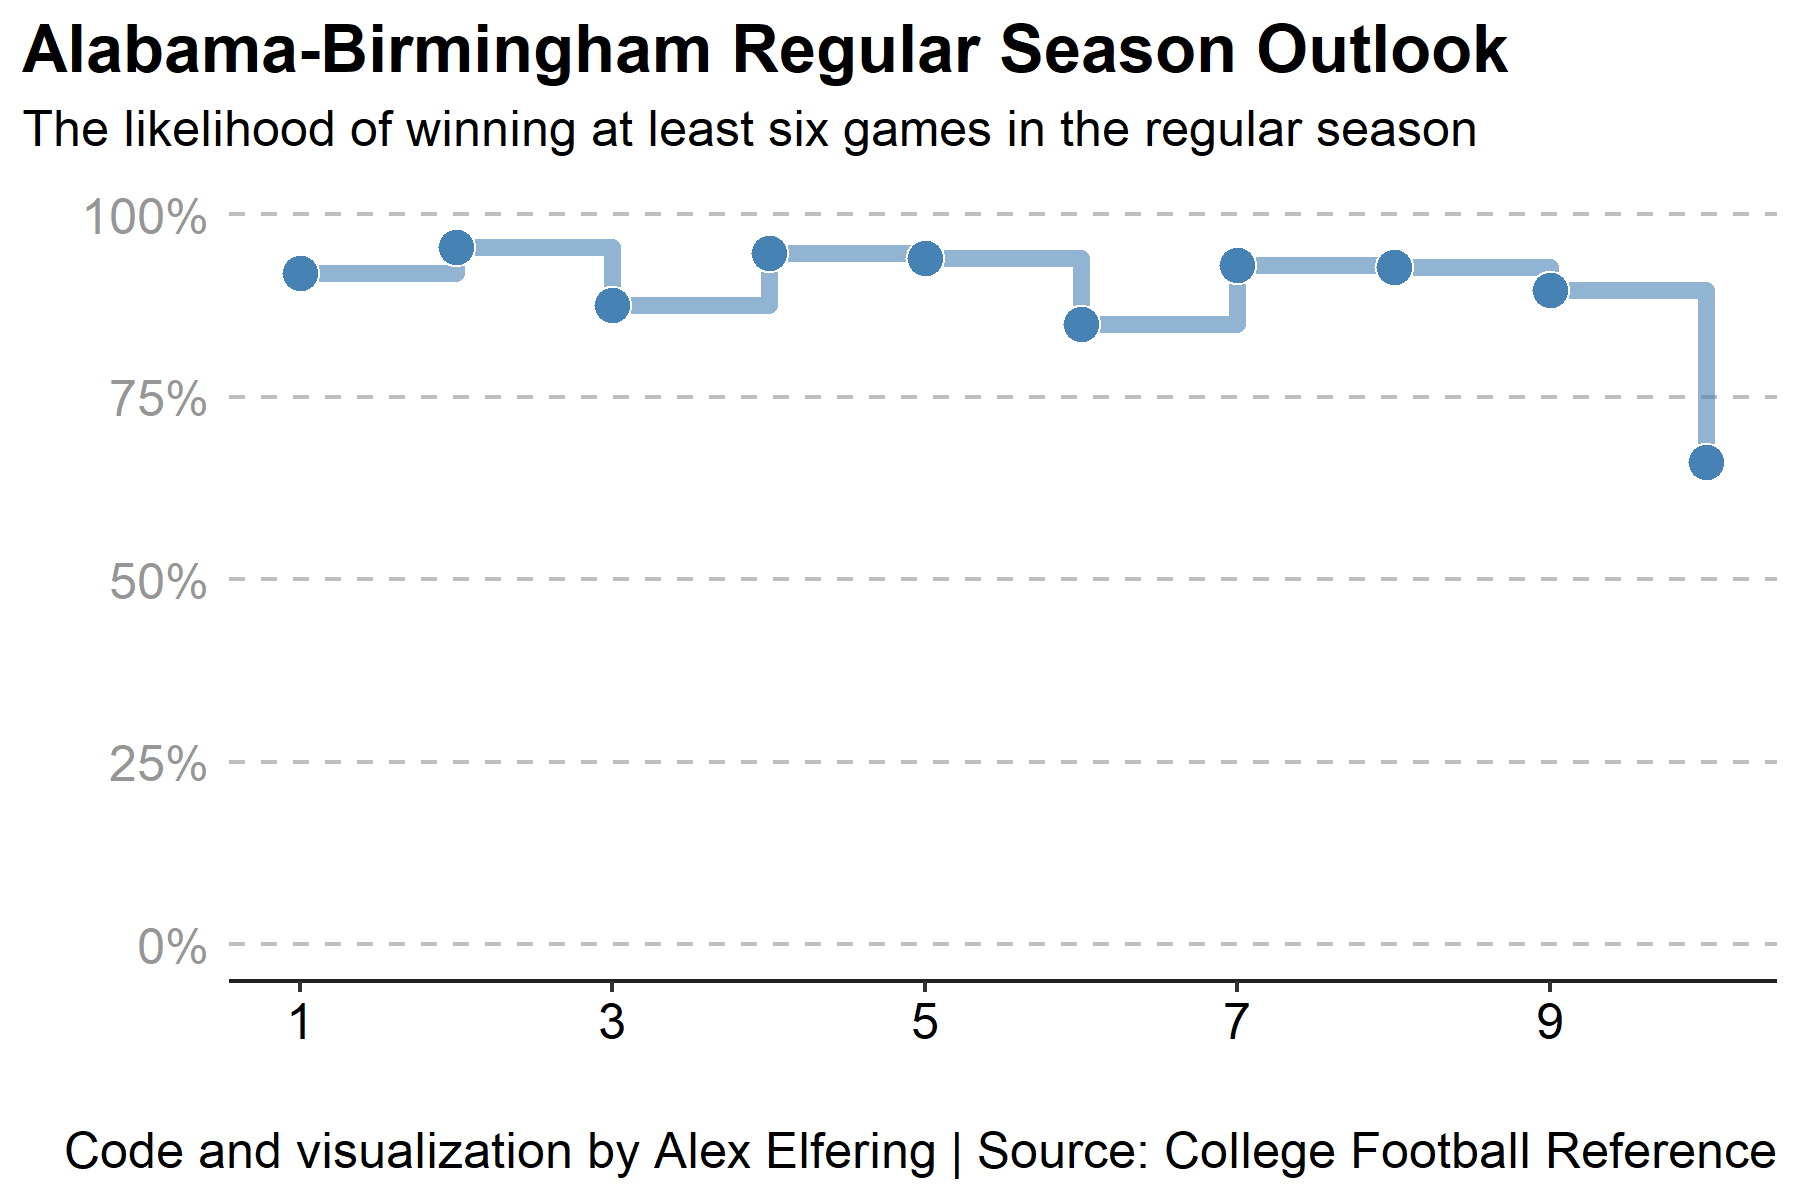 Alabama-Birmingham Regular Season Outlook
The likelihood of winning at least six games in the regular season
100%
75%
50%
25%
0%
1 3 5 7 9
Code and visualization by Alex Elfering | Source: College Football Reference